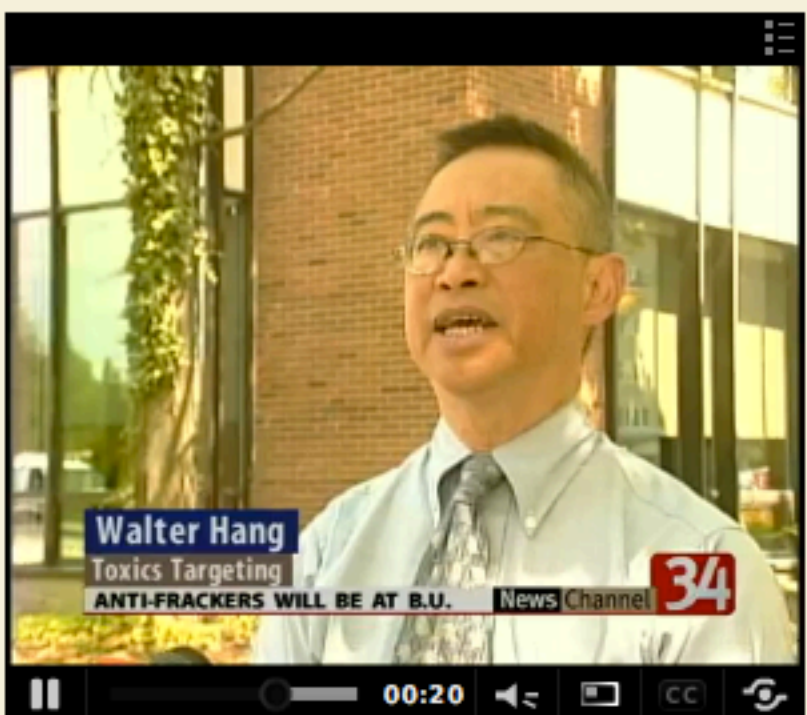 Walter Hang
Toxics Targeting
ANTI-FRACKERS WILL BE AT B.U. News Channel 34
00:20 CC